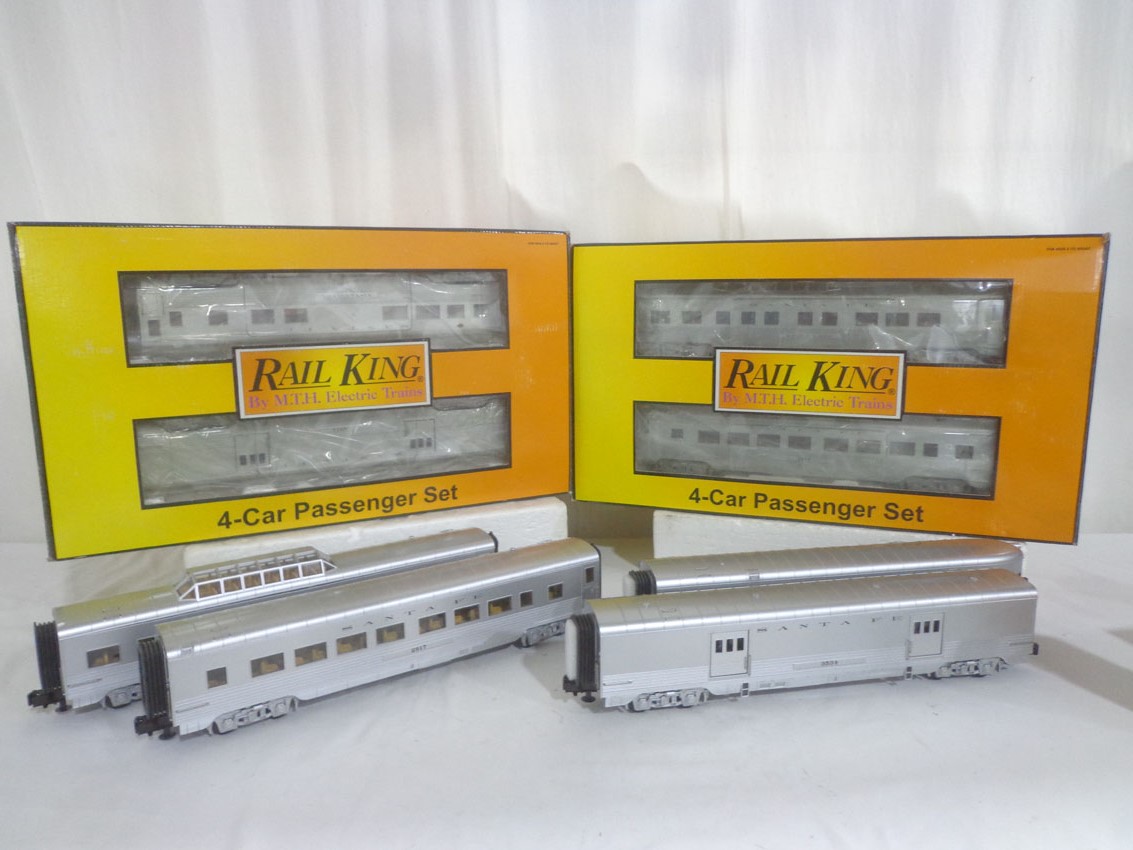 RAIL KING®
By M.T.H. Electric Trains
4-Car Passenger Set
RAIL KING®
By M.T.H. Electric Trains
4-Car Passenger Set
SANTA FE
SANTA FE